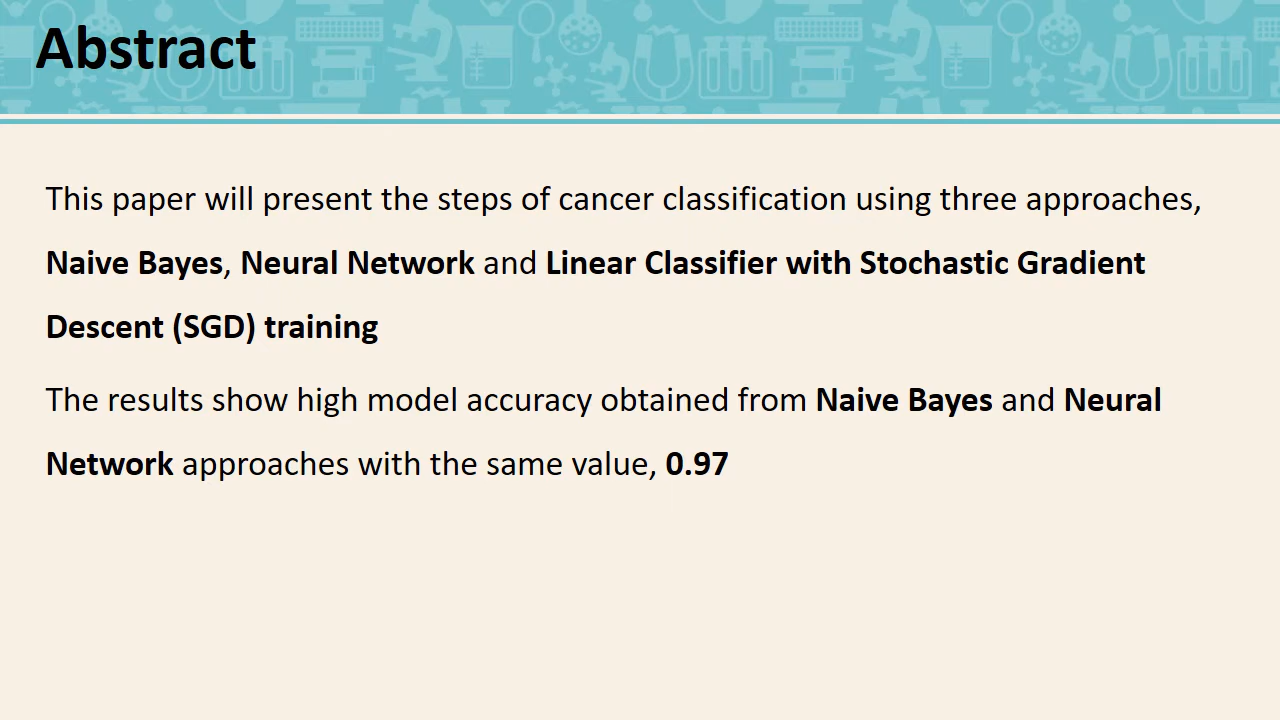 Abstract
This paper will present the steps of cancer classification using three approaches,
Naive Bayes, Neural Network and Linear Classifier with Stochastic Gradient
Descent (SGD) training
The results show high model accuracy obtained from Naive Bayes and Neural
Network approaches with the same value, 0.97